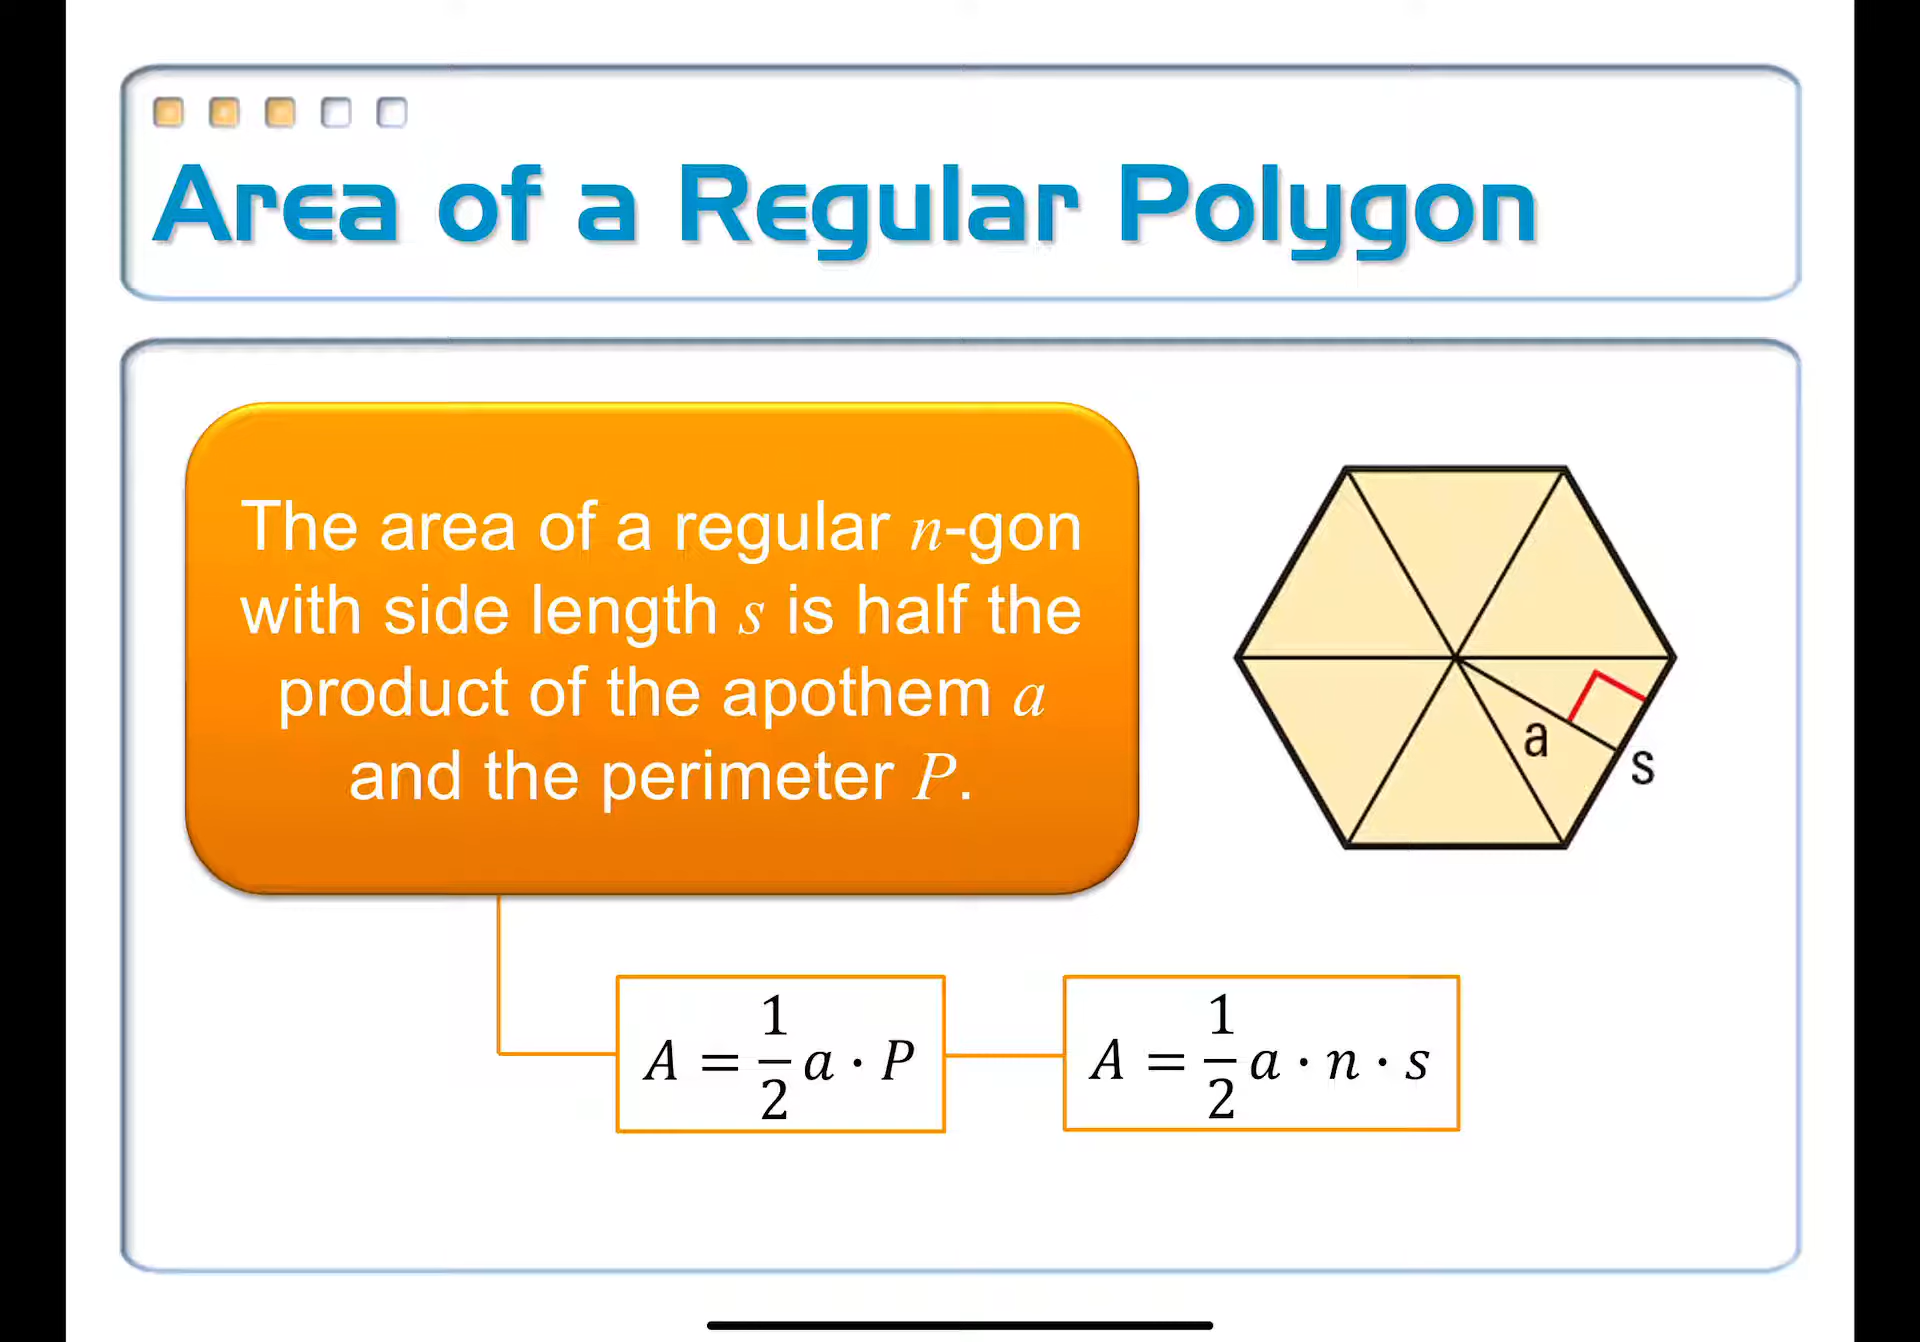 Area of a Regular Polygon
The area of a regular n-gon
with side length s is half the
product of the apothem a
and the perimeter P.
a
s
A = 1/2 a · P
A = 1/2 a · n · s